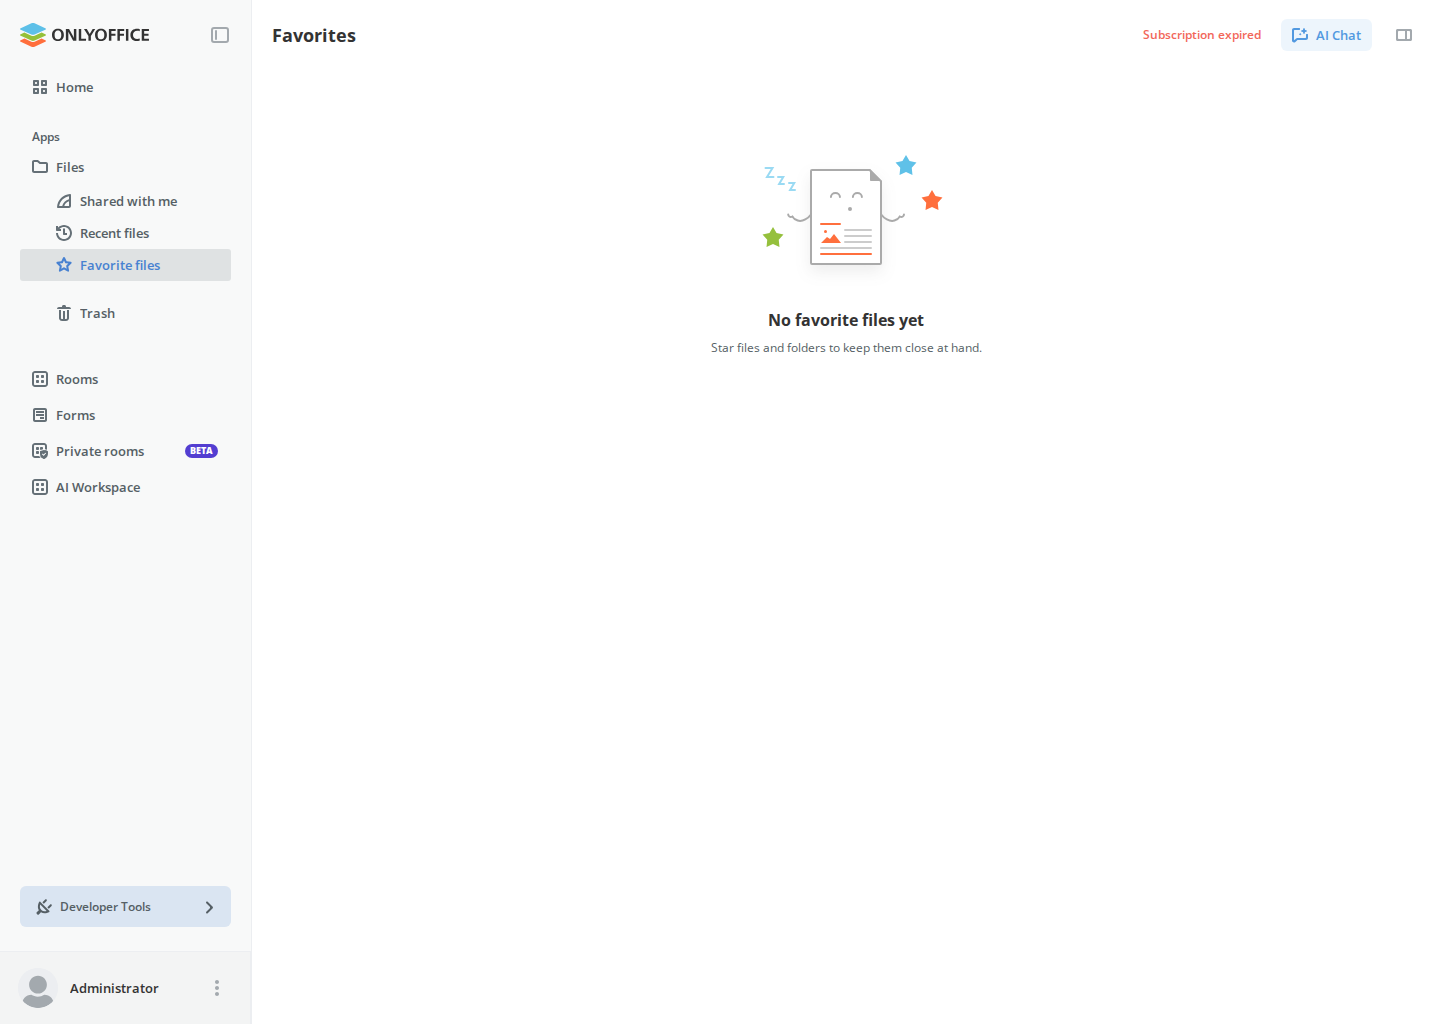 ONLYOFFICE
Home
Apps
Files
Shared with me
Recent files
Favorite files
Trash
Rooms
Forms
Private rooms
BETA
AI Workspace
Developer Tools
Administrator
Favorites
Subscription expired
AI Chat
Z z z
No favorite files yet
Star files and folders to keep them close at hand.